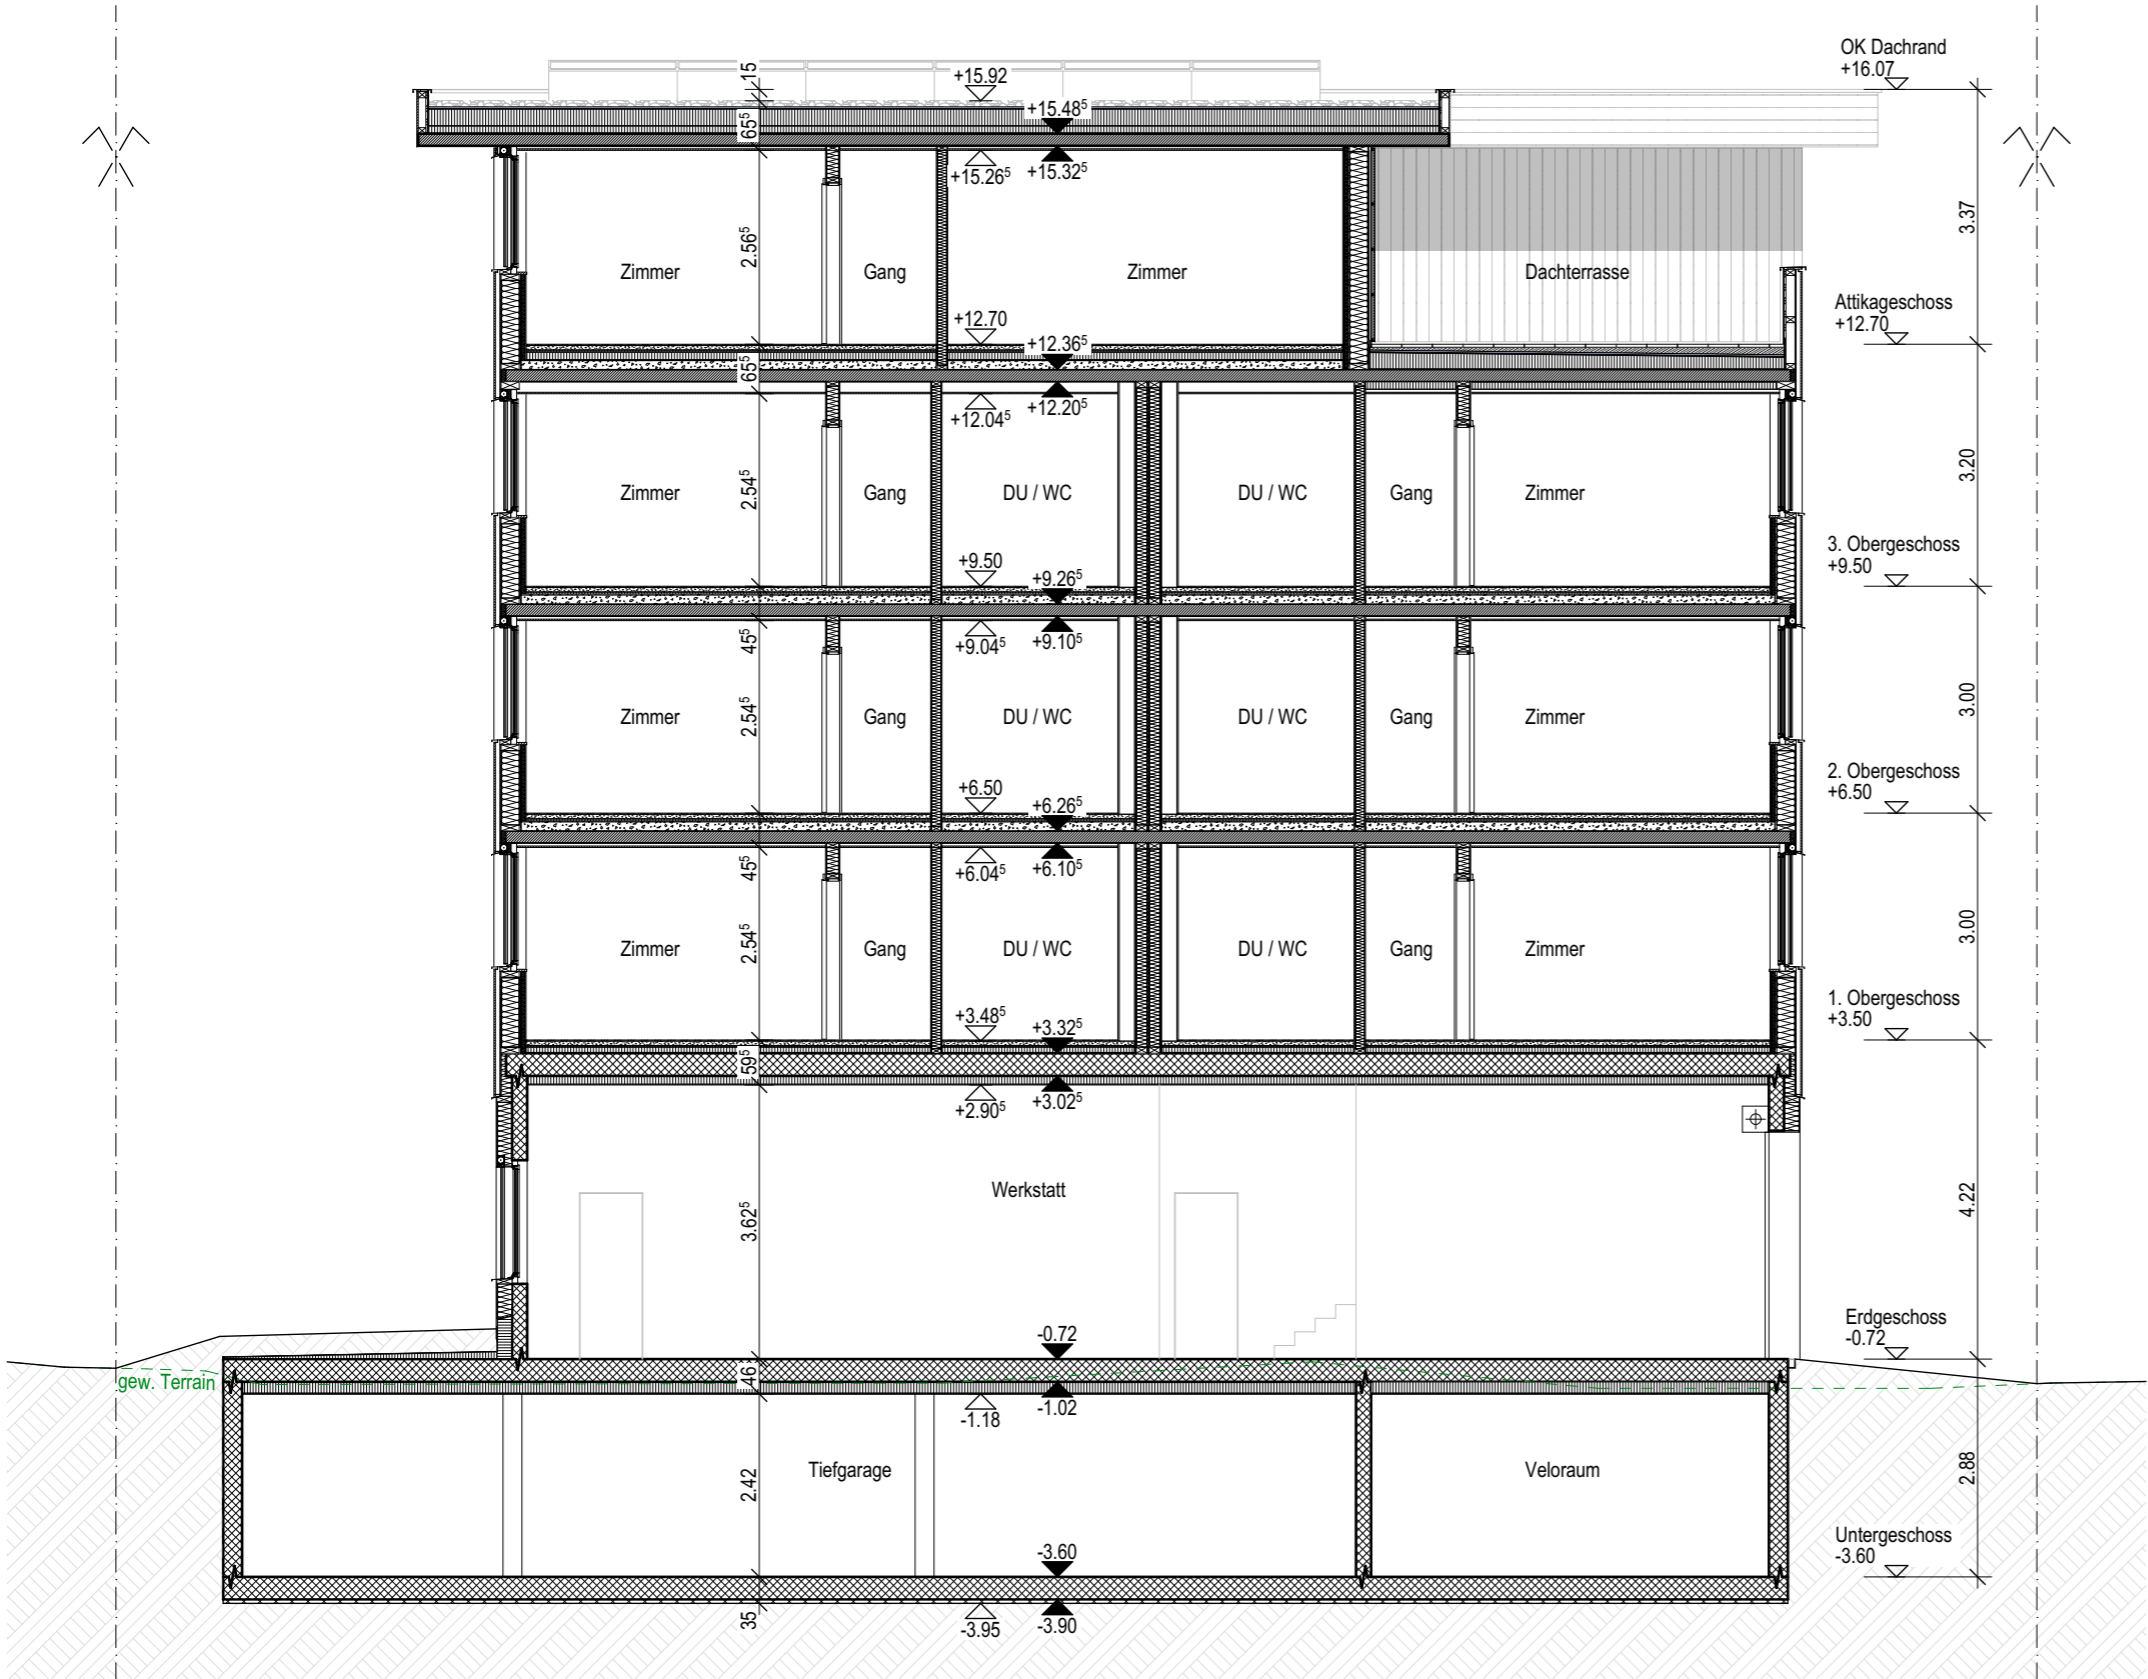 OK Dachrand
+16.07
15
+15.92
+15.48⁵
65⁵
+15.26⁵
+15.32⁵
3.37
2.56⁵
Zimmer
Gang
Zimmer
Dachterrasse
Attikageschoss
+12.70
+12.70
+12.36⁵
65⁵
+12.04⁵
+12.20⁵
3.20
2.54⁵
Zimmer
Gang
DU / WC
DU / WC
Gang
Zimmer
3. Obergeschoss
+9.50
+9.50
+9.26⁵
45⁵
+9.04⁵
+9.10⁵
3.00
2.54⁵
Zimmer
Gang
DU / WC
DU / WC
Gang
Zimmer
2. Obergeschoss
+6.50
+6.50
+6.26⁵
45⁵
+6.04⁵
+6.10⁵
3.00
2.54⁵
Zimmer
Gang
DU / WC
DU / WC
Gang
Zimmer
1. Obergeschoss
+3.50
+3.48⁵
+3.32⁵
59⁵
+2.90⁵
+3.02⁵
Werkstatt
3.62⁵
4.22
Erdgeschoss
-0.72
-0.72
gew. Terrain
46
-1.18
-1.02
Tiefgarage
Veloraum
2.42
2.88
Untergeschoss
-3.60
-3.60
35
-3.95
-3.90